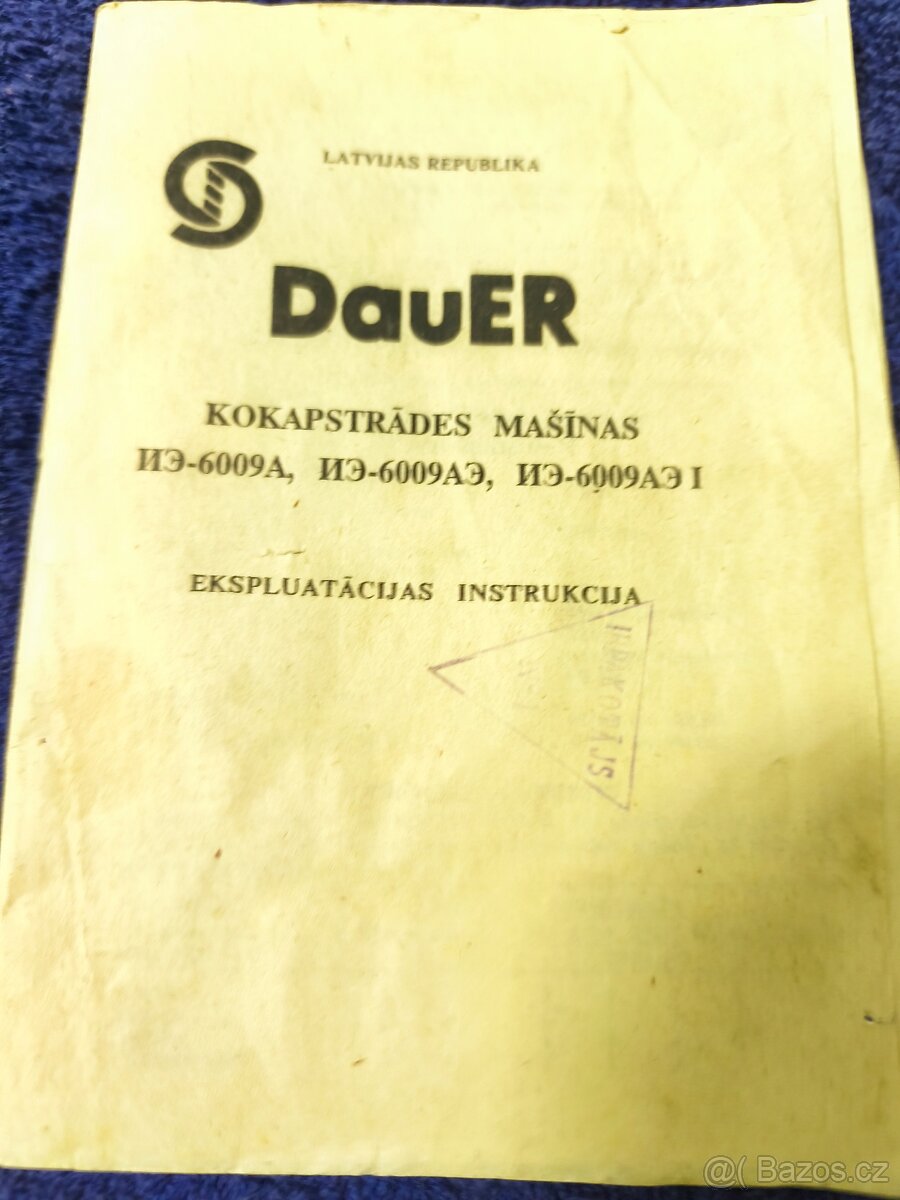 LATVIJAS REPUBLIKA
DauER
KOKAPSTRĀDES MAŠĪNAS
ИЭ-6009А, ИЭ-6009АЭ, ИЭ-6009АЭ I
EKSPLUATĀCIJAS INSTRUKCIJA
@( Bazos.cz